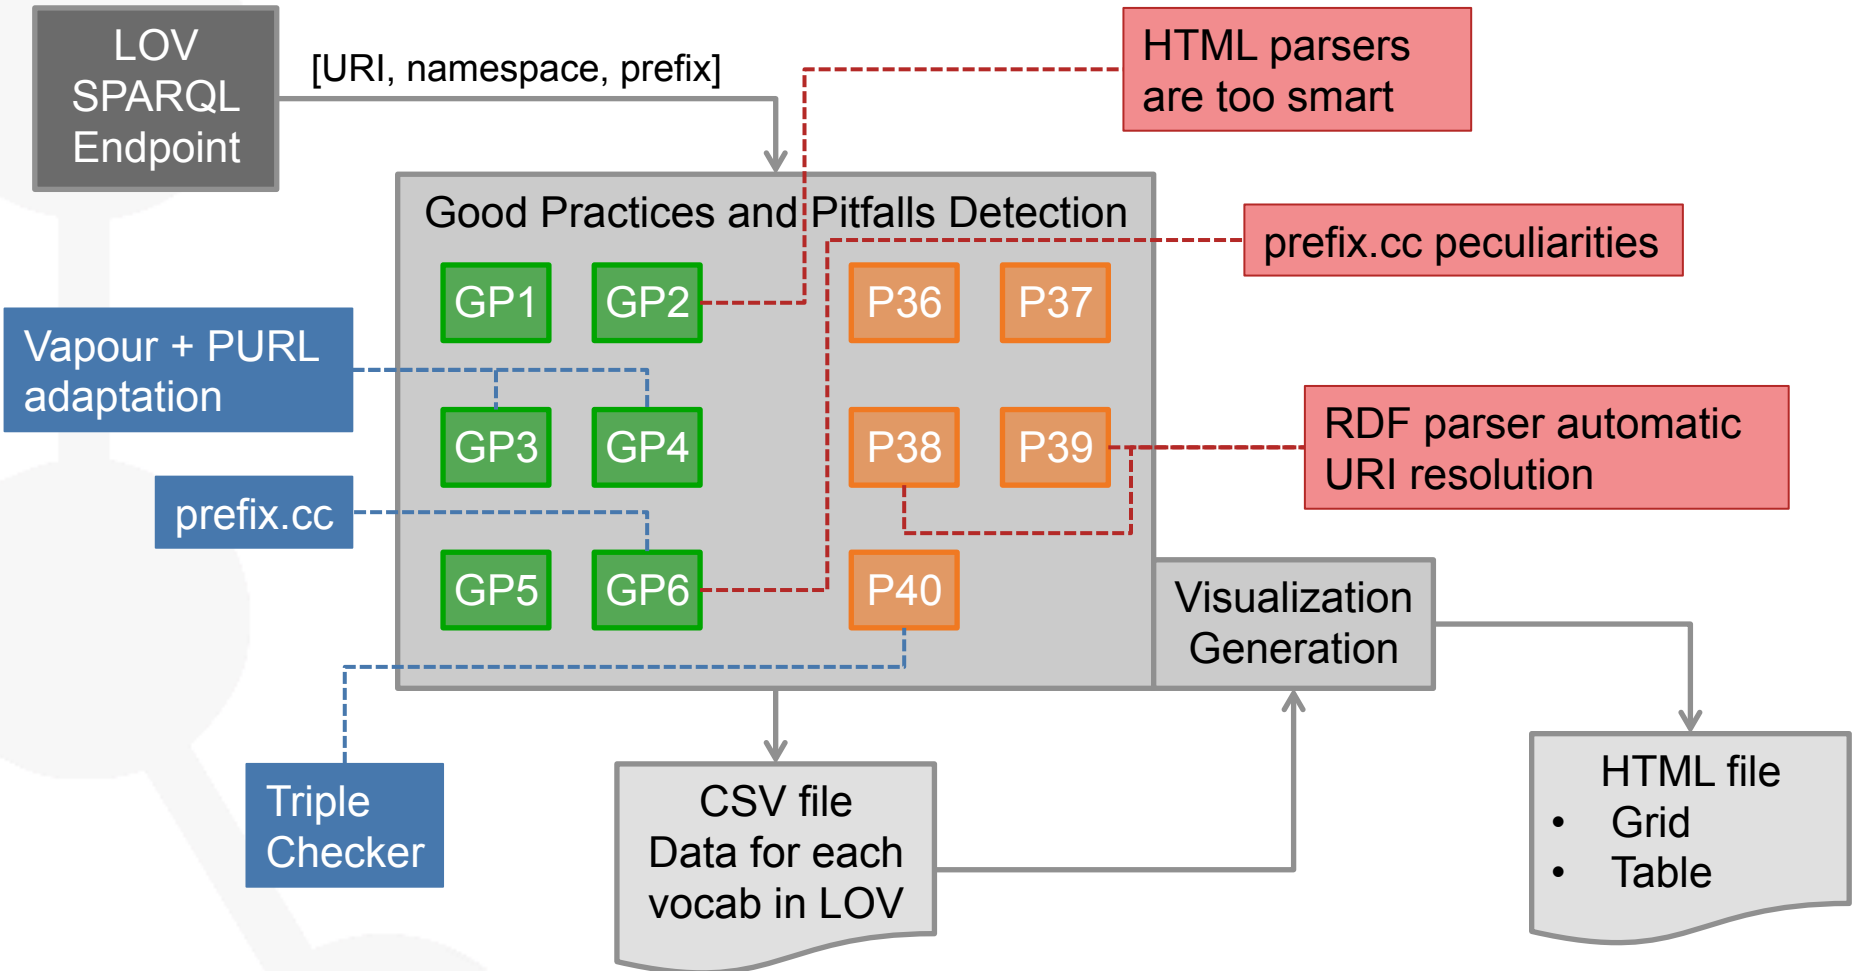 LOV
SPARQL
Endpoint
[URI, namespace, prefix]
HTML parsers
are too smart
Good Practices and Pitfalls Detection
prefix.cc peculiarities
GP1
GP2
P36
P37
Vapour + PURL
adaptation
GP3
GP4
P38
P39
RDF parser automatic
URI resolution
prefix.cc
GP5
GP6
P40
Visualization
Generation
Triple
Checker
CSV file
Data for each
vocab in LOV
HTML file
• Grid
• Table